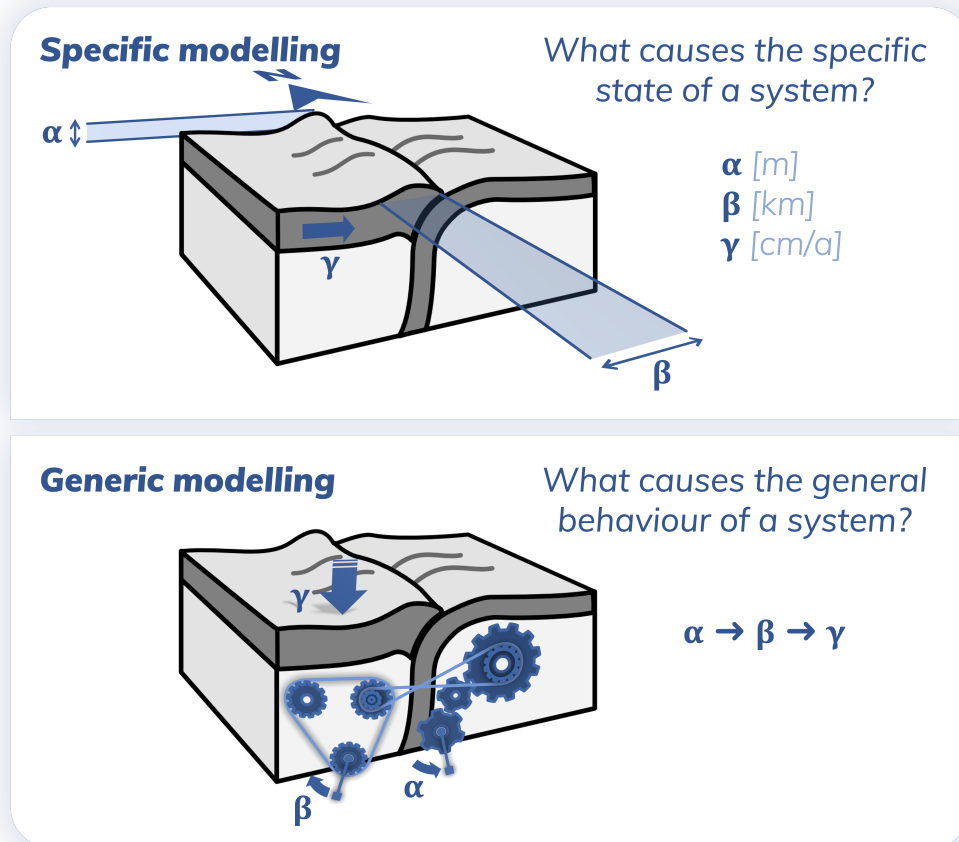 Specific modelling
What causes the specific
state of a system?
α
α [m]
β [km]
γ [cm/a]
γ
β
Generic modelling
What causes the general
behaviour of a system?
γ
α → β → γ
α
β